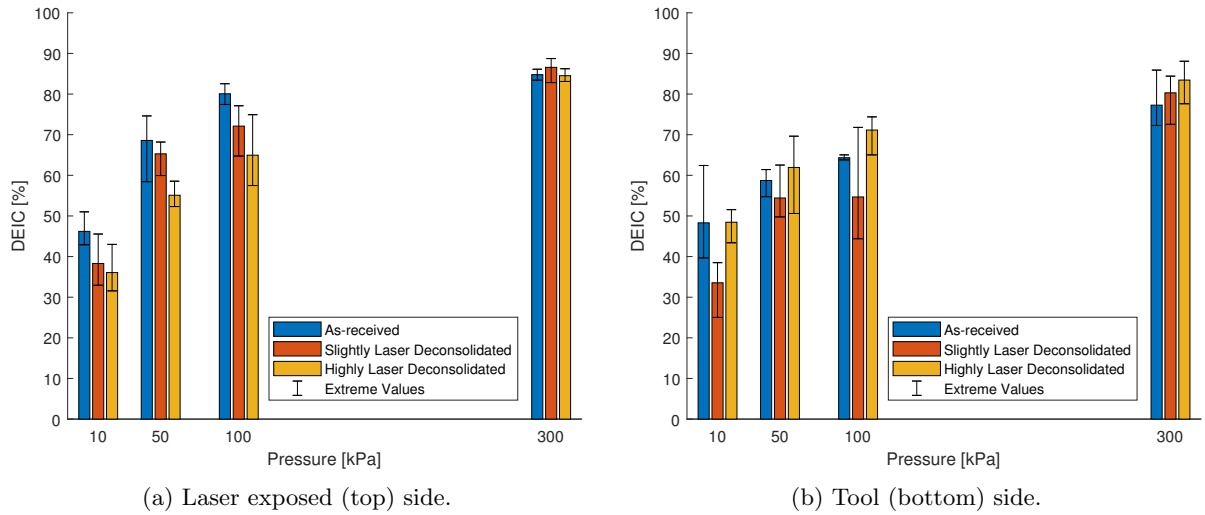 100
90
80
70
60
50
40
30
20
10
0
DEIC [%]
As-received
Slightly Laser Deconsolidated
Highly Laser Deconsolidated
Extreme Values
10 50 100 300
Pressure [kPa]
(a) Laser exposed (top) side.
100
90
80
70
60
50
40
30
20
10
0
DEIC [%]
As-received
Slightly Laser Deconsolidated
Highly Laser Deconsolidated
Extreme Values
10 50 100 300
Pressure [kPa]
(b) Tool (bottom) side.